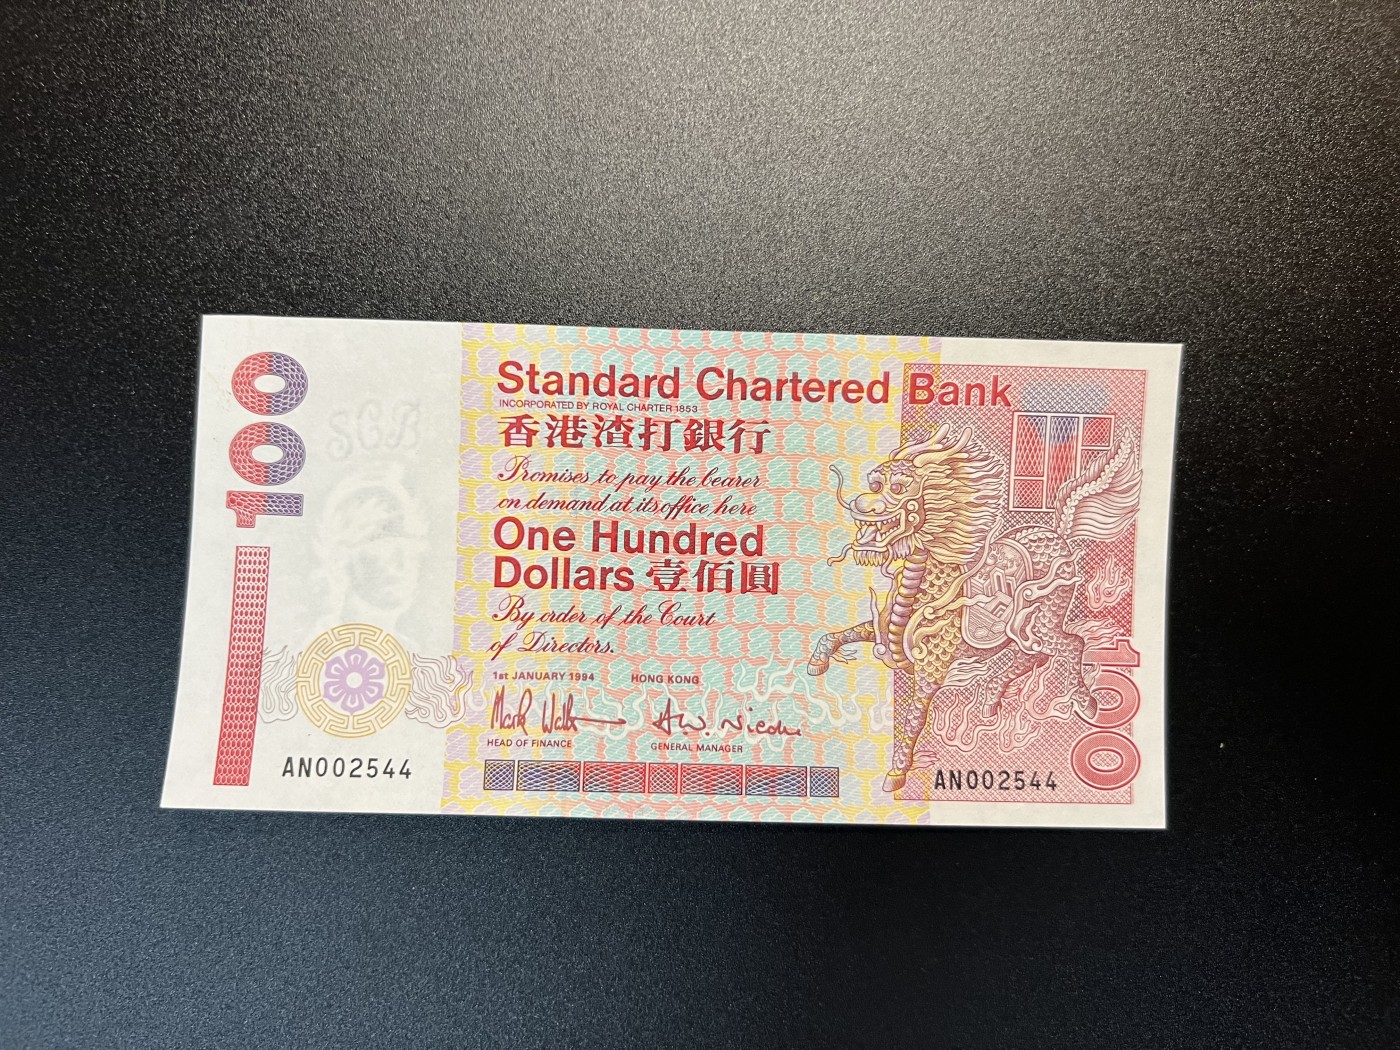 100
Standard Chartered Bank
INCORPORATED BY ROYAL CHARTER 1853
香港渣打銀行
Promises to pay the bearer
on demand at its office here
One Hundred
Dollars 壹佰圓
By order of the Court
of Directors.
1st JANUARY 1994 HONG KONG
HEAD OF FINANCE GENERAL MANAGER
AN002544
AN002544
100